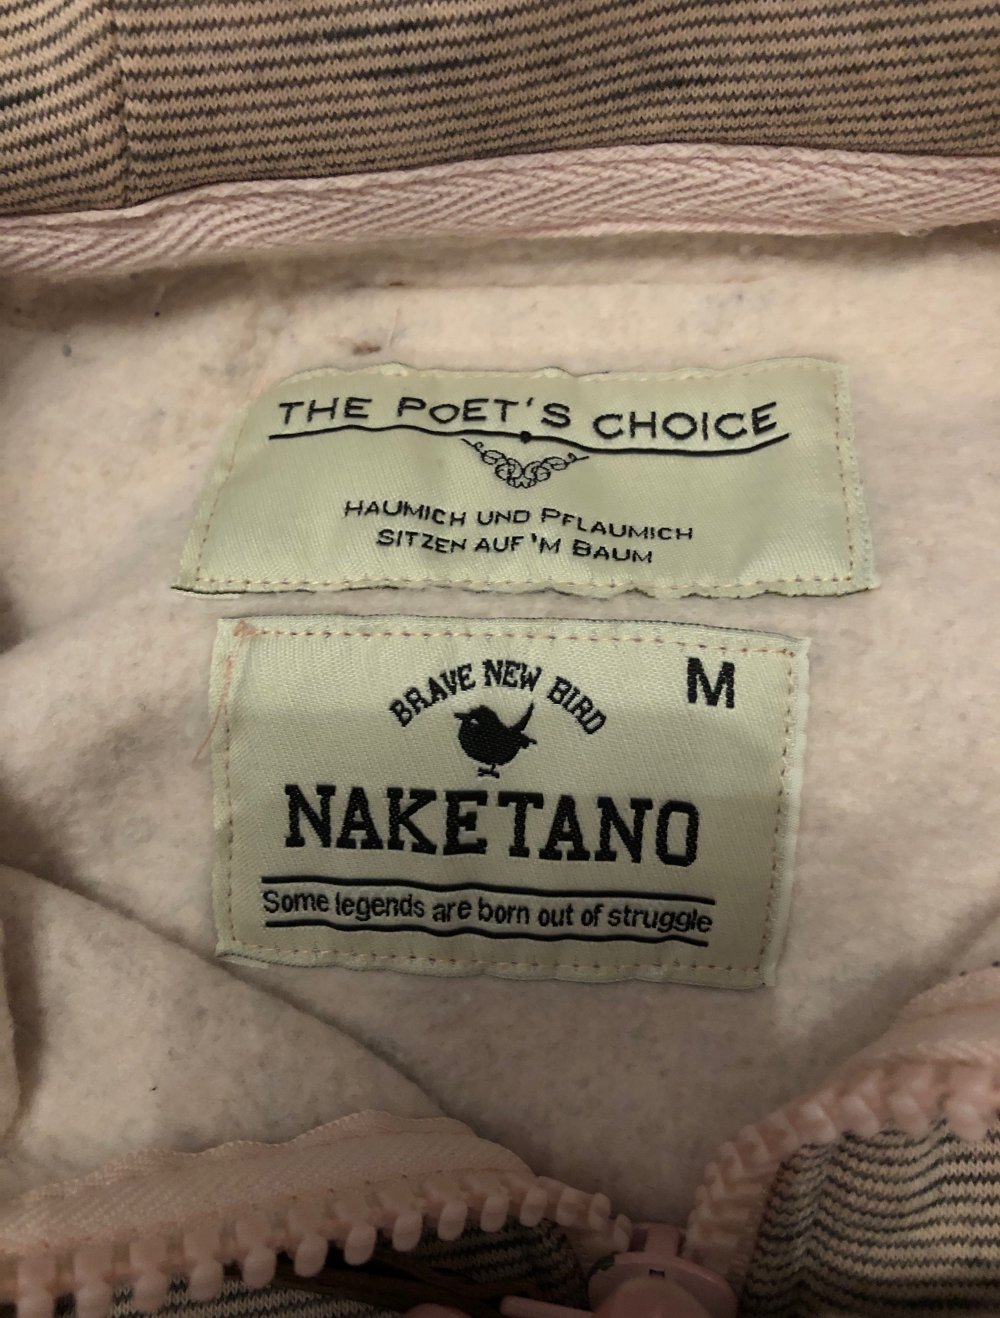 THE POET'S CHOICE
HAUMICH UND PFLAUMICH
SITZEN AUF 'M BAUM
M
BRAVE NEW BIRD
NAKETANO
Some legends are born out of struggle